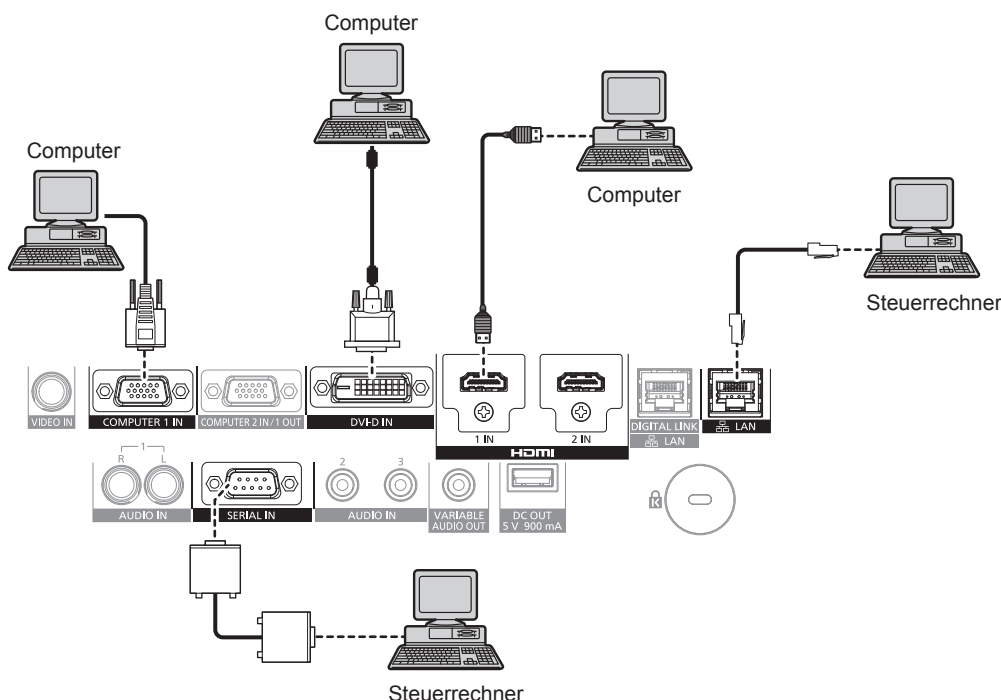 Computer
Computer
Computer
Steuerrechner
VIDEO IN
COMPUTER 1 IN
COMPUTER 2 IN / 1 OUT
DVI-D IN
1 IN
2 IN
HDMI
DIGITAL LINK
LAN
LAN
1
R
L
AUDIO IN
SERIAL IN
2
3
AUDIO IN
VARIABLE
AUDIO OUT
DC OUT
5 V 900 mA
K
Steuerrechner